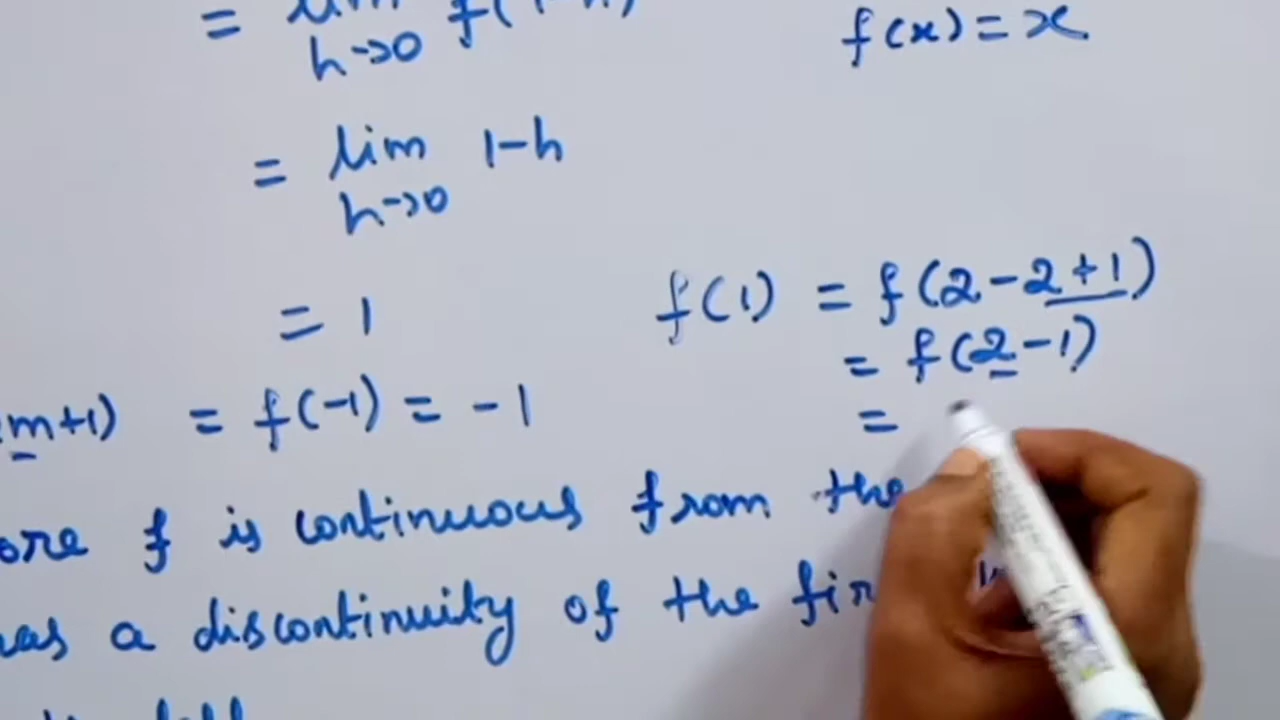 = lim f(1-h)
h→0
f(x) = x
= lim 1-h
h→0
= 1
f(1) = f(2-2+1)
= f(2-1)
=
m+1) = f(-1) = -1
ore f is continuous from the
as a discontinuity of the fir